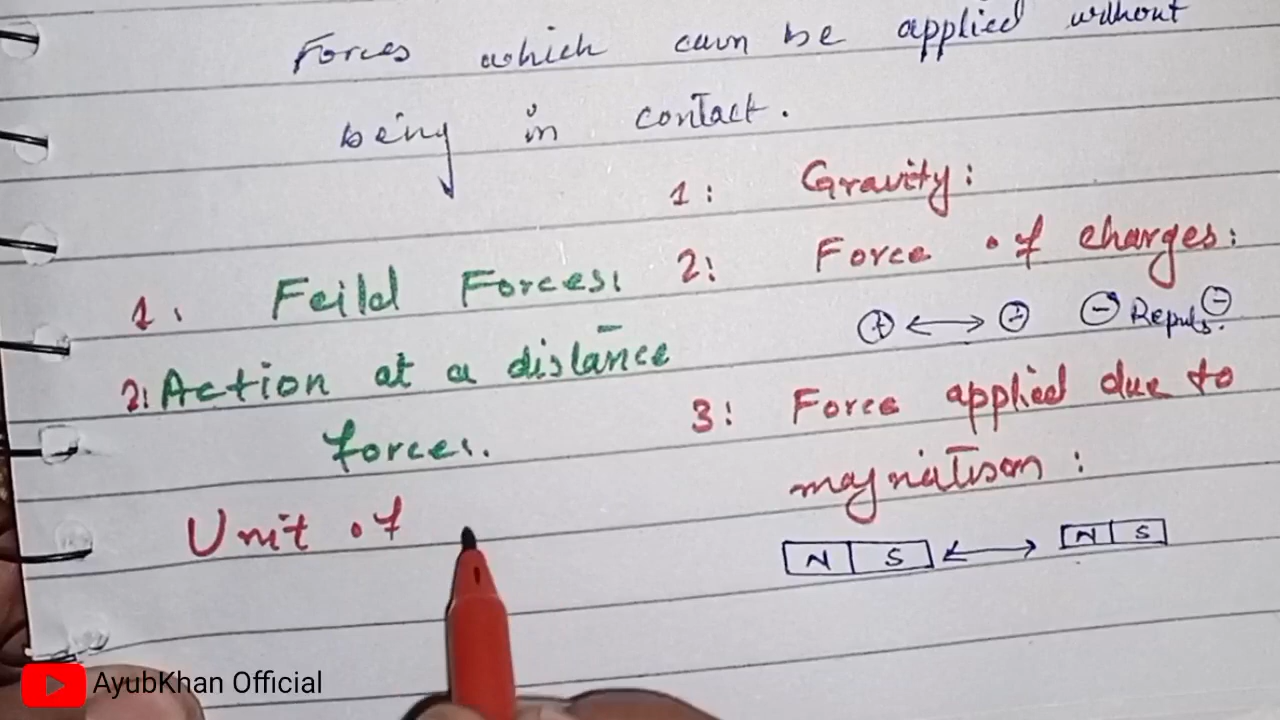 Forces which can be applied without
being in contact.
1: Gravity:
2: Force of charges:
+ ⟷ + − Repuls. −
1. Feild Forces:
2: Action at a distance
forces.
3: Force applied due to
magnatism :
N S ⟷ N S
Unit of
AyubKhan Official